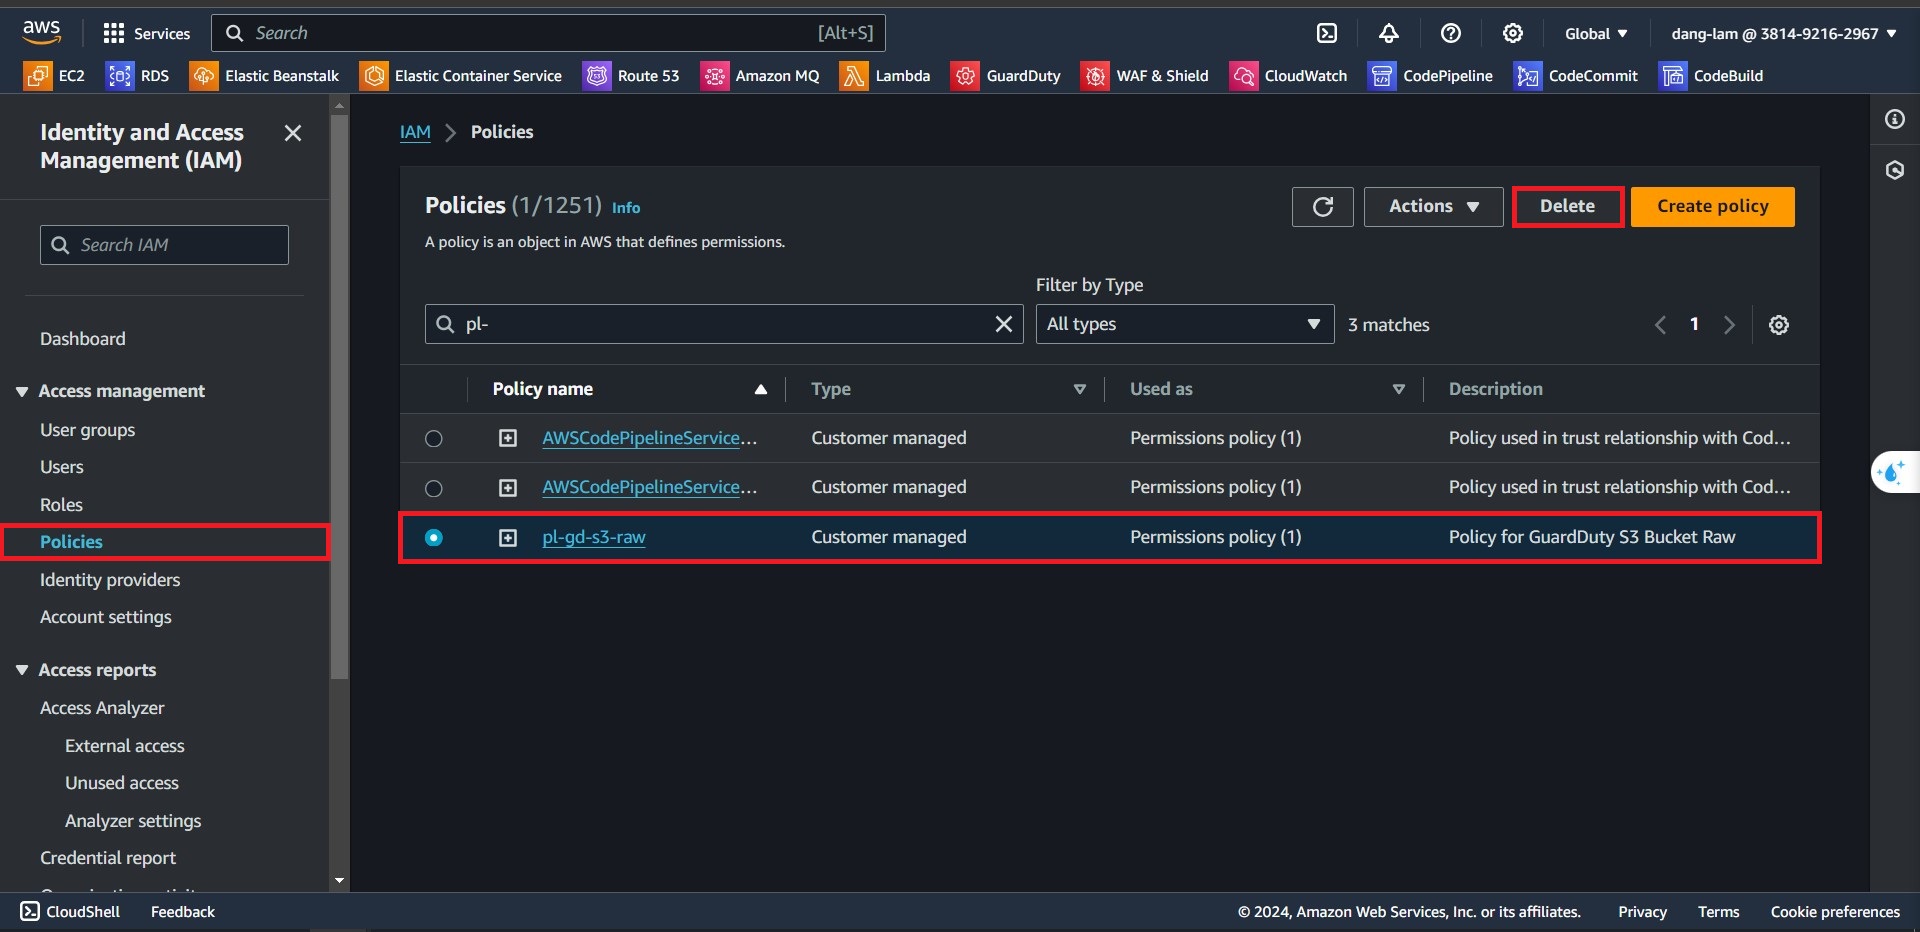 aws
Services
Search
[Alt+S]
Global
dang-lam @ 3814-9216-2967
EC2
RDS
Elastic Beanstalk
Elastic Container Service
Route 53
Amazon MQ
Lambda
GuardDuty
WAF & Shield
CloudWatch
CodePipeline
CodeCommit
CodeBuild
Identity and Access
Management (IAM)
Search IAM
Dashboard
Access management
User groups
Users
Roles
Policies
Identity providers
Account settings
Access reports
Access Analyzer
External access
Unused access
Analyzer settings
Credential report
IAM
Policies
Policies (1/1251) Info
A policy is an object in AWS that defines permissions.
Actions
Delete
Create policy
Filter by Type
pl-
All types
3 matches
1
Policy name
Type
Used as
Description
AWSCodePipelineService...
Customer managed
Permissions policy (1)
Policy used in trust relationship with Cod...
AWSCodePipelineService...
Customer managed
Permissions policy (1)
Policy used in trust relationship with Cod...
pl-gd-s3-raw
Customer managed
Permissions policy (1)
Policy for GuardDuty S3 Bucket Raw
CloudShell
Feedback
© 2024, Amazon Web Services, Inc. or its affiliates.
Privacy
Terms
Cookie preferences